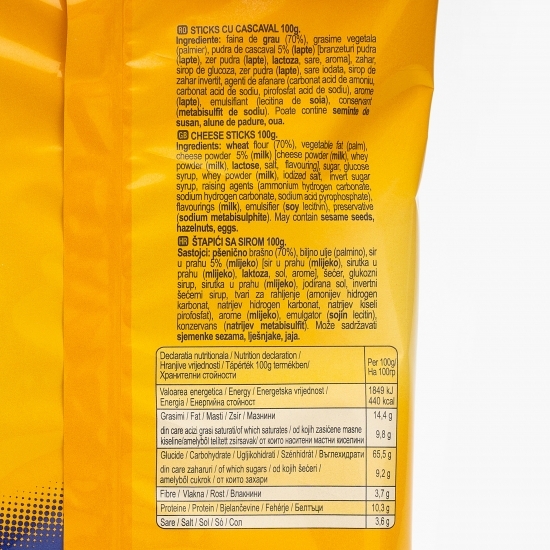 RO STICKS CU CASCAVAL 100g.
Ingrediente: faina de grau (70%), grasime vegetala
(palmier), pudra de cascaval 5% (lapte) [branzeturi pudra
(lapte), zer pudra (lapte), lactoza, sare, aroma], zahar,
sirop de glucoza, zer pudra (lapte), sare iodata, sirop de
zahar invertit, agenti de afanare (carbonat acid de amoniu,
carbonat acid de sodiu, pirofosfat acid de sodiu), arome
(lapte), emulsifiant (lecitina de soia), conservant
(metabisulfit de sodiu). Poate contine seminte de
susan, alune de padure, oua.
GB CHEESE STICKS 100g.
Ingredients: wheat flour (70%), vegetable fat (palm),
cheese powder 5% (milk) [cheese powder (milk), whey
powder (milk), lactose, salt, flavouring] sugar, glucose
syrup, whey powder (milk), iodized salt, invert sugar
syrup, raising agents (ammonium hydrogen carbonate,
sodium hydrogen carbonate, sodium acid pyrophosphate),
flavourings (milk), emulsifier (soy lecithin), preservative
(sodium metabisulphite). May contain sesame seeds,
hazelnuts, eggs.
HR ŠTAPIĆI SA SIROM 100g.
Sastojci: pšenično brašno (70%), biljno ulje (palmino), sir
u prahu 5% (mlijeko) [sir u prahu (mlijeko), sirutka u
prahu (mlijeko), laktoza, sol, arome], šećer, glukozni
sirup, sirutka u prahu (mlijeko), jodirana sol, invertni
šećerni sirup, tvari za rahljenje (amonijev hidrogen
karbonat, natrijev hidrogen karbonat, natrijev kiseli
pirofosfat), arome (mlijeko), emulgator (sojin lecitin),
konzervans (natrijev metabisulfit). Može sadržavati
sjemenke sezama, lješnjake, jaja.
Declaratia nutritionala / Nutrition declaration /
Hranjive vrijednosti / Tápérték 100g termékben/
Хранителни стойности
Per 100g/
На 100гр
Valoarea energetica / Energy / Energetska vrijednost /
Energia / Енергийна стойност
1849 kJ
440 kcal
Grasimi / Fat / Masti / Zsir / Мазнини
14,4 g
din care acizi grasi saturati/of which saturates / od kojih zasićene masne
kiseline/amelyből telített zsírsavak/ от които наситени мастни киселини
9,8 g
Glucide / Carbohydrate / Ugljikohidrati / Szénhidrát / Въглехидрати
65,5 g
din care zaharuri / of which sugars / od kojih šećeri /
amelyből cukrok / от които захари
9,2 g
Fibre / Vlakna / Rost / Влакнини
3,7 g
Proteine / Protein / Bjelančevine / Fehérje / Белтъци
10,3 g
Sare / Salt / Sol / Só / Сол
3,6 g